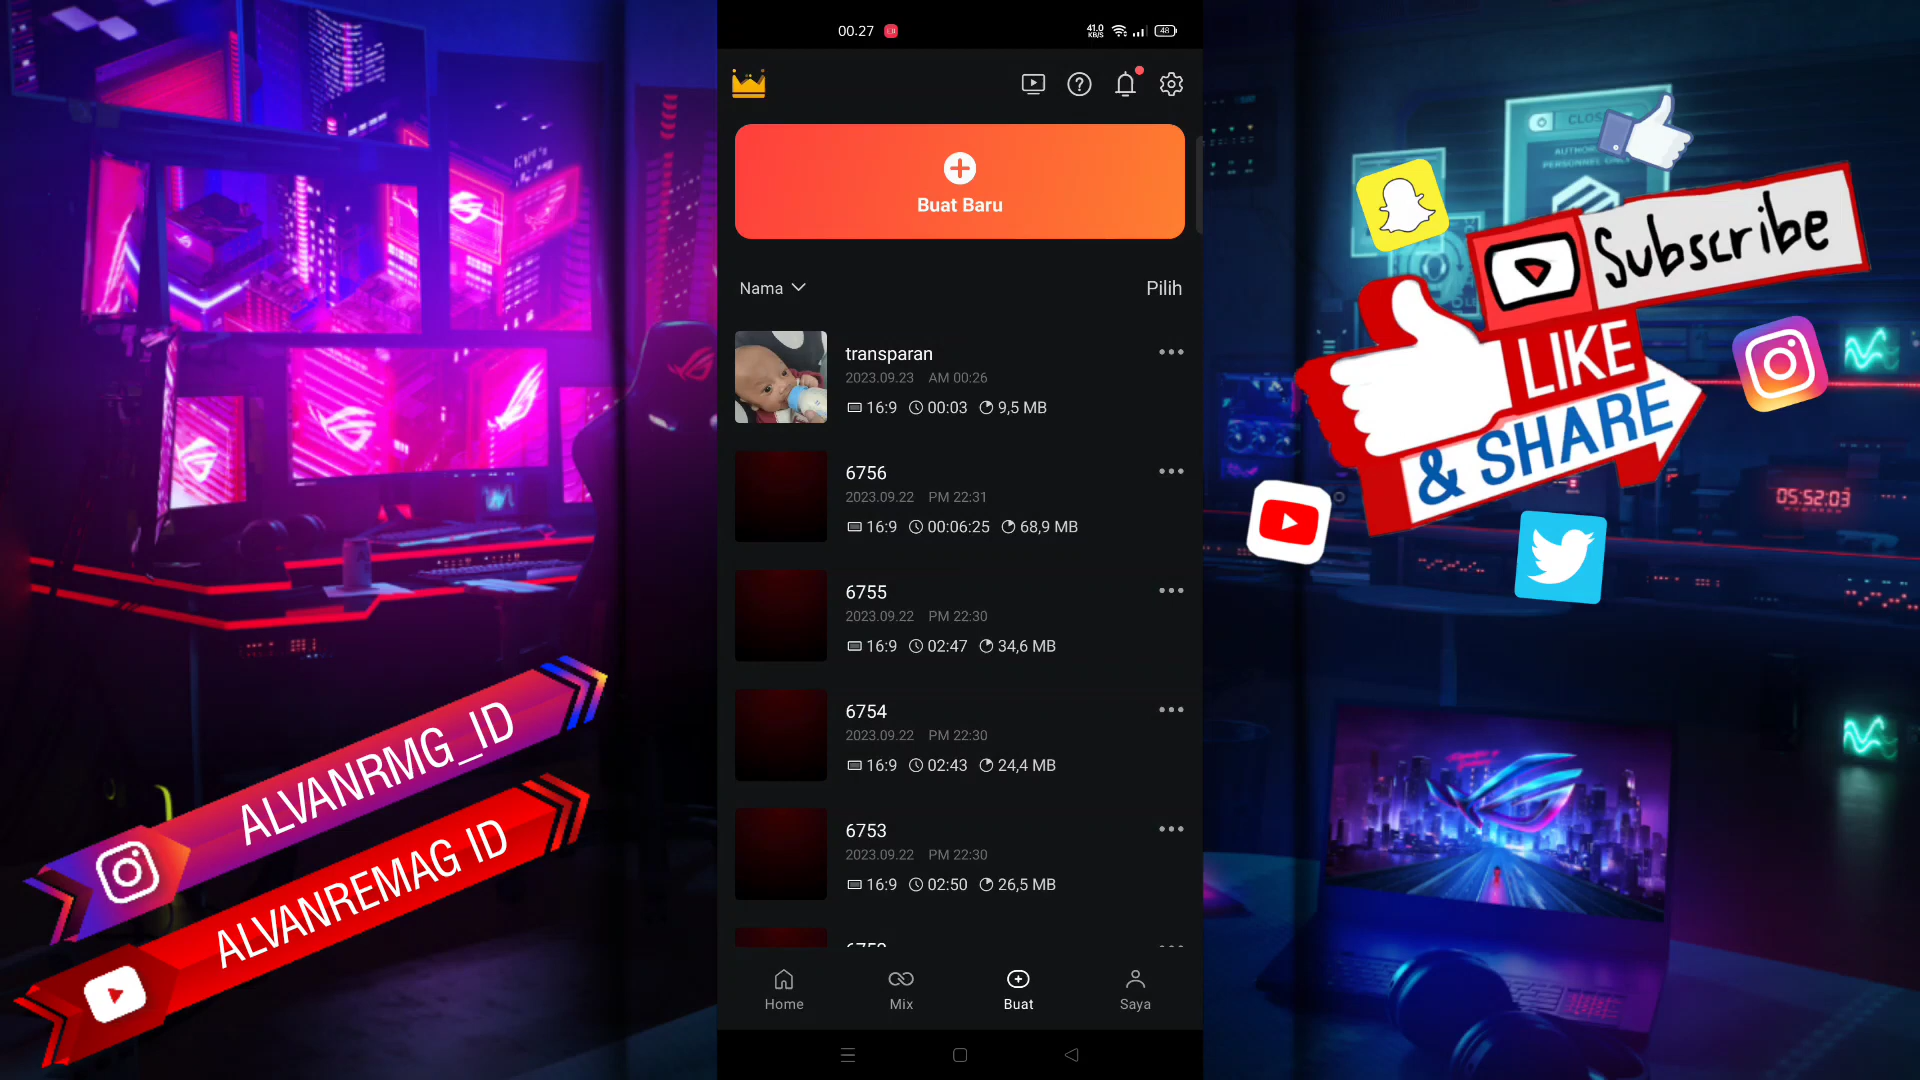 00.27
41.0
KB/S
48
Buat Baru
Nama
Pilih
transparan
2023.09.23 AM 00:26
16:9 00:03 9,5 MB
6756
2023.09.22 PM 22:31
16:9 00:06:25 68,9 MB
6755
2023.09.22 PM 22:30
16:9 02:47 34,6 MB
6754
2023.09.22 PM 22:30
16:9 02:43 24,4 MB
6753
2023.09.22 PM 22:30
16:9 02:50 26,5 MB
Home
Mix
Buat
Saya
ALVANRMG_ID
ALVANREMAG ID
Subscribe
LIKE
& SHARE
05:52:03